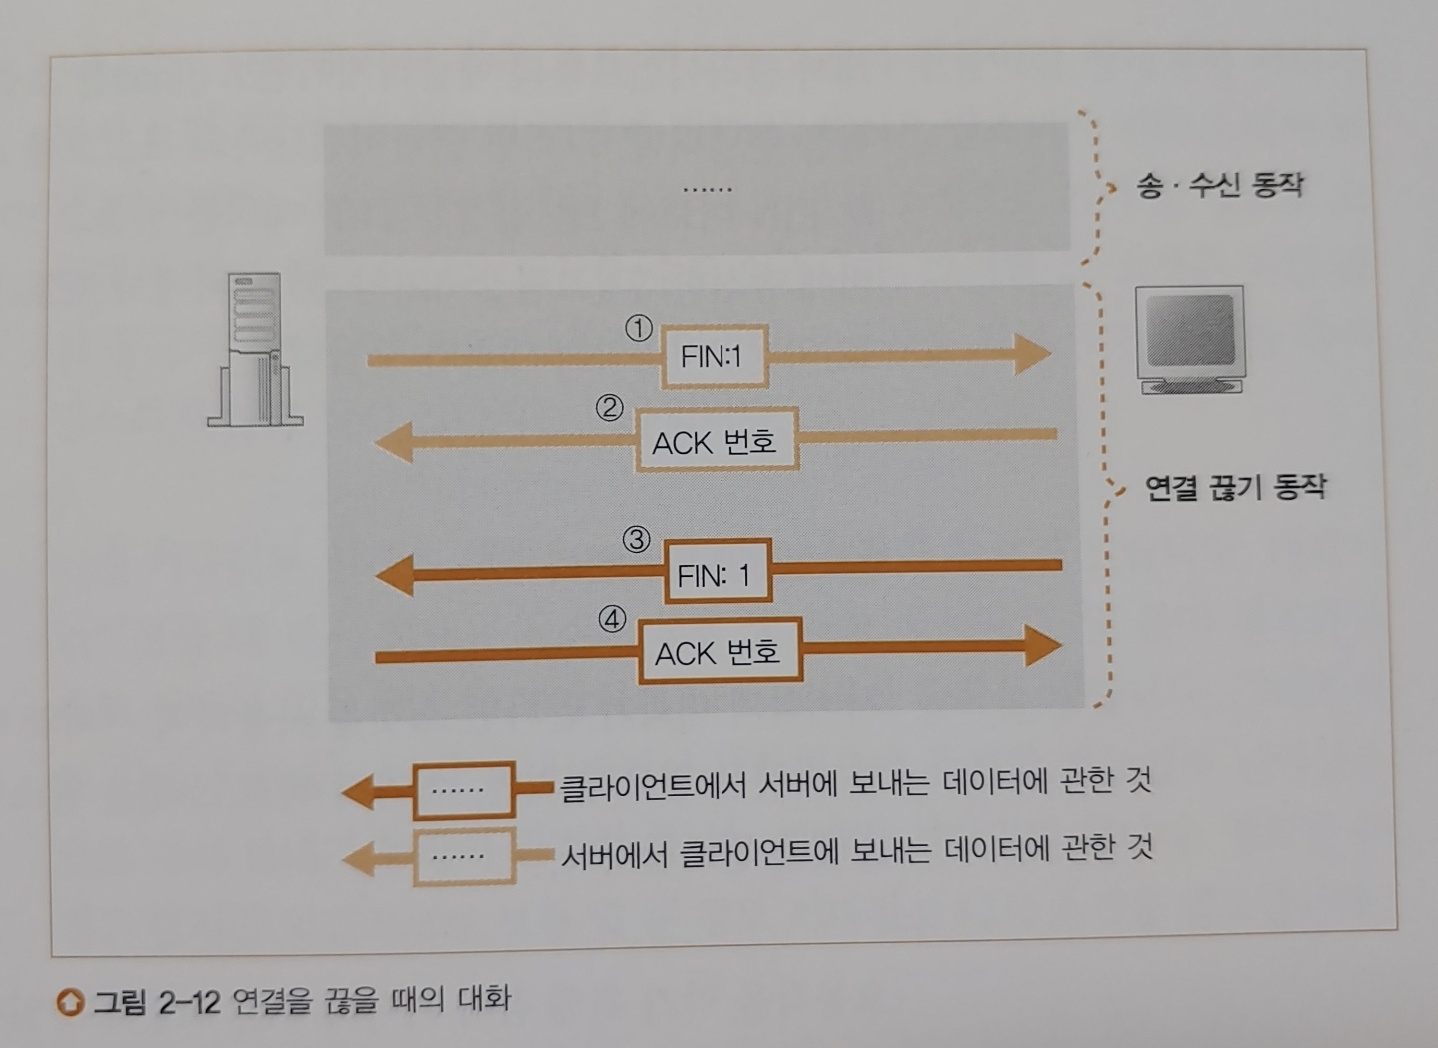 ......
송 · 수신 동작
① FIN:1
② ACK 번호
연결 끊기 동작
③ FIN: 1
④ ACK 번호
...... 클라이언트에서 서버에 보내는 데이터에 관한 것
...... 서버에서 클라이언트에 보내는 데이터에 관한 것
그림 2-12 연결을 끊을 때의 대화